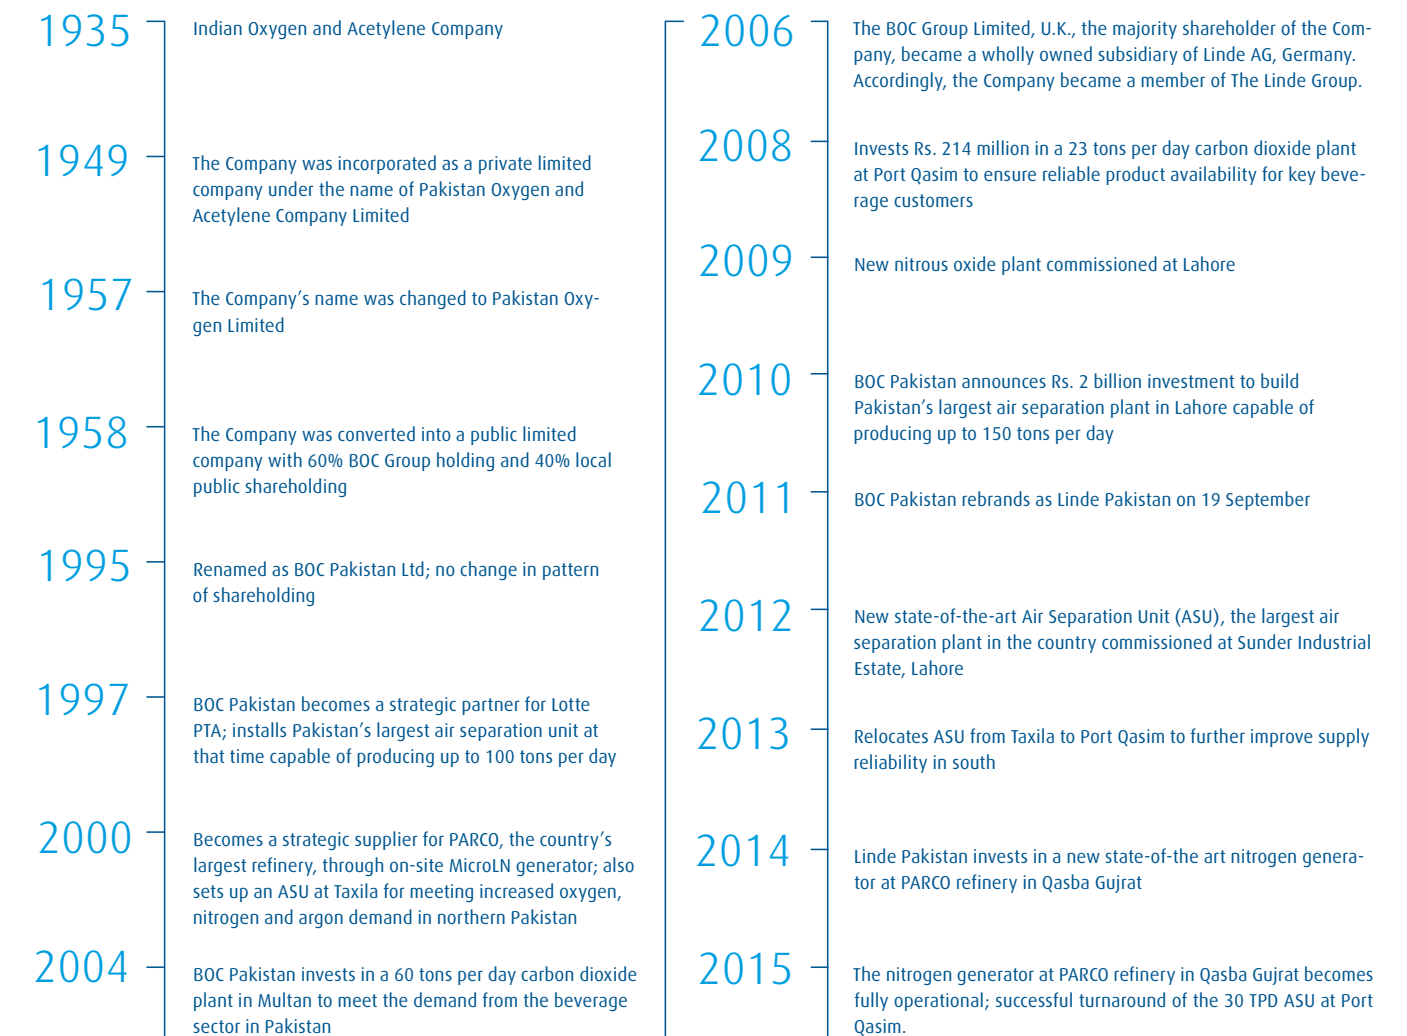 1935
Indian Oxygen and Acetylene Company
1949
The Company was incorporated as a private limited
company under the name of Pakistan Oxygen and
Acetylene Company Limited
1957
The Company's name was changed to Pakistan Oxy-
gen Limited
1958
The Company was converted into a public limited
company with 60% BOC Group holding and 40% local
public shareholding
1995
Renamed as BOC Pakistan Ltd; no change in pattern
of shareholding
1997
BOC Pakistan becomes a strategic partner for Lotte
PTA; installs Pakistan's largest air separation unit at
that time capable of producing up to 100 tons per day
2000
Becomes a strategic supplier for PARCO, the country's
largest refinery, through on-site MicroLN generator; also
sets up an ASU at Taxila for meeting increased oxygen,
nitrogen and argon demand in northern Pakistan
2004
BOC Pakistan invests in a 60 tons per day carbon dioxide
plant in Multan to meet the demand from the beverage
sector in Pakistan
2006
The BOC Group Limited, U.K., the majority shareholder of the Com-
pany, became a wholly owned subsidiary of Linde AG, Germany.
Accordingly, the Company became a member of The Linde Group.
2008
Invests Rs. 214 million in a 23 tons per day carbon dioxide plant
at Port Qasim to ensure reliable product availability for key beve-
rage customers
2009
New nitrous oxide plant commissioned at Lahore
2010
BOC Pakistan announces Rs. 2 billion investment to build
Pakistan's largest air separation plant in Lahore capable of
producing up to 150 tons per day
2011
BOC Pakistan rebrands as Linde Pakistan on 19 September
2012
New state-of-the-art Air Separation Unit (ASU), the largest air
separation plant in the country commissioned at Sunder Industrial
Estate, Lahore
2013
Relocates ASU from Taxila to Port Qasim to further improve supply
reliability in south
2014
Linde Pakistan invests in a new state-of-the art nitrogen genera-
tor at PARCO refinery in Qasba Gujrat
2015
The nitrogen generator at PARCO refinery in Qasba Gujrat becomes
fully operational; successful turnaround of the 30 TPD ASU at Port
Qasim.